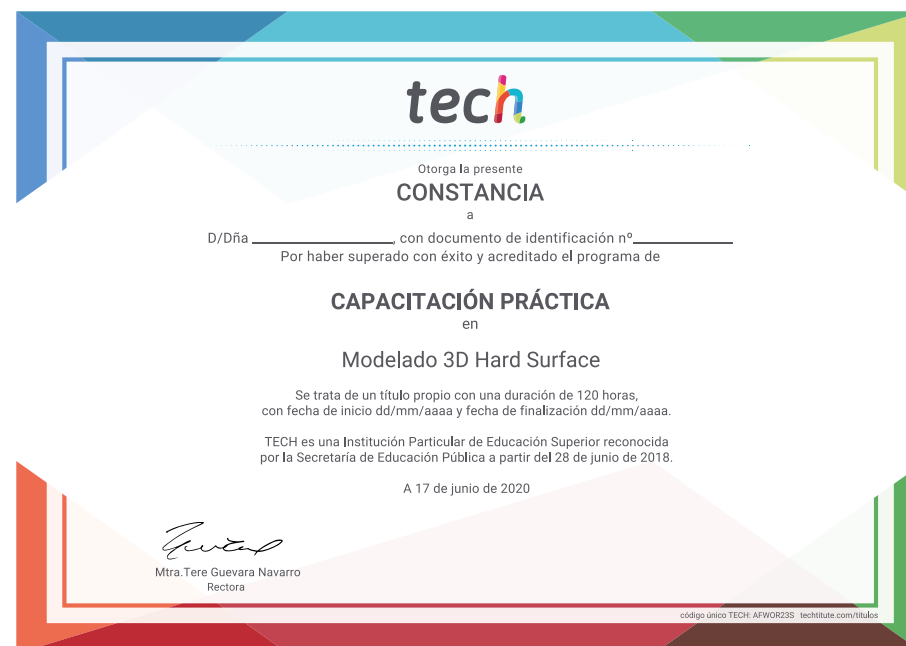 tech
Otorga la presente
CONSTANCIA
a
D/Dña ____________________, con documento de identificación nº______________
Por haber superado con éxito y acreditado el programa de
CAPACITACIÓN PRÁCTICA
en
Modelado 3D Hard Surface
Se trata de un título propio con una duración de 120 horas,
con fecha de inicio dd/mm/aaaa y fecha de finalización dd/mm/aaaa.
TECH es una Institución Particular de Educación Superior reconocida
por la Secretaría de Educación Pública a partir del 28 de junio de 2018.
A 17 de junio de 2020
Mtra.Tere Guevara Navarro
Rectora
código único TECH: AFWOR23S techtitute.com/titulos